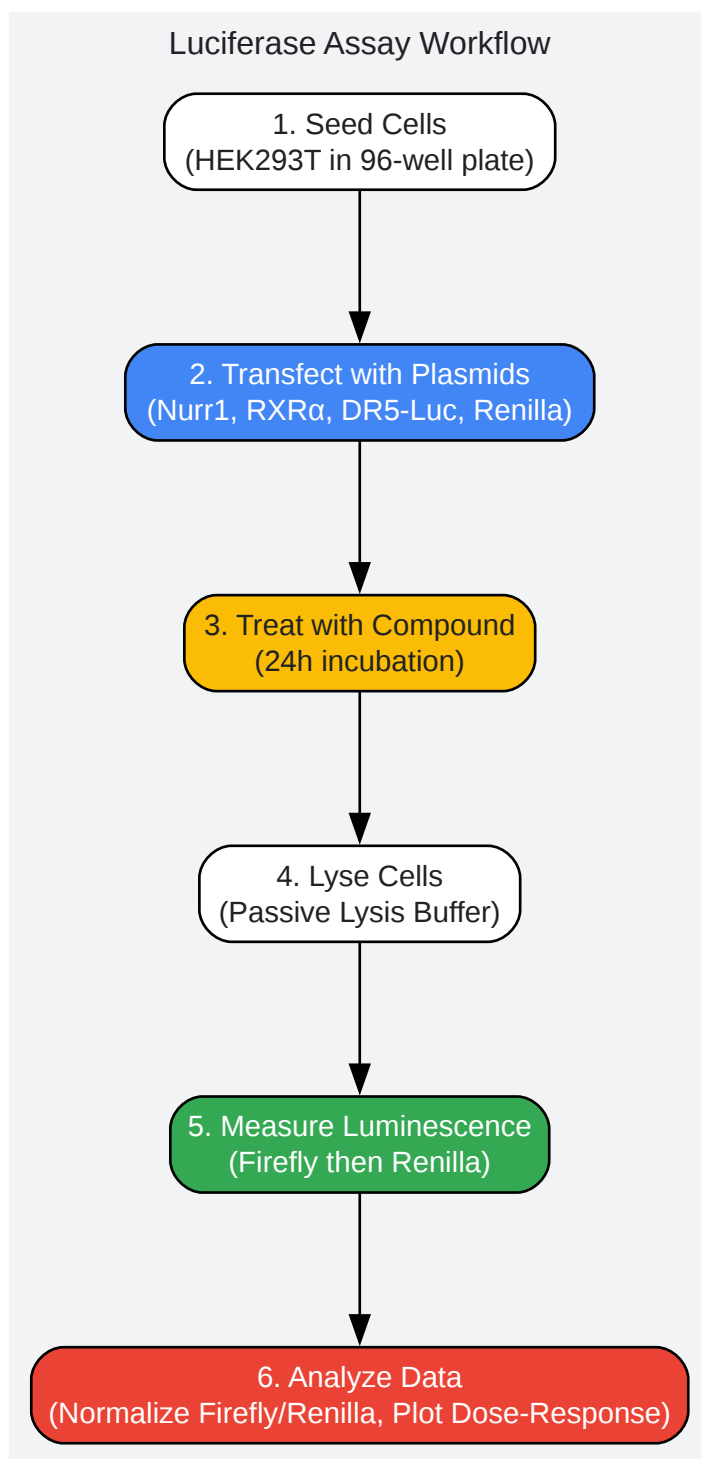 Luciferase Assay Workflow
1. Seed Cells
(HEK293T in 96-well plate)
2. Transfect with Plasmids
(Nurr1, RXRα, DR5-Luc, Renilla)
3. Treat with Compound
(24h incubation)
4. Lyse Cells
(Passive Lysis Buffer)
5. Measure Luminescence
(Firefly then Renilla)
6. Analyze Data
(Normalize Firefly/Renilla, Plot Dose-Response)